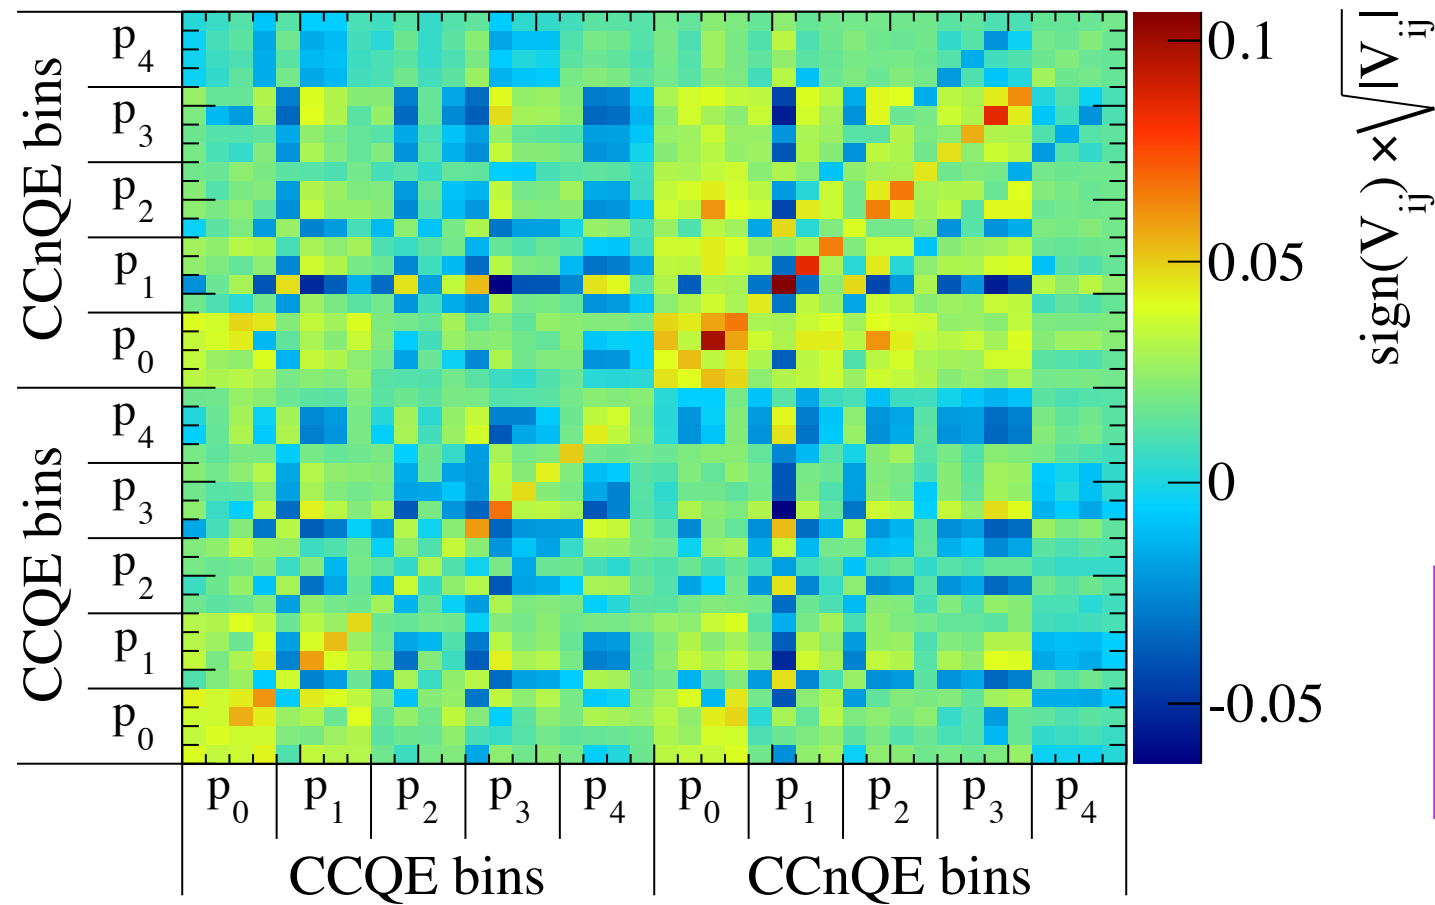 CCnQE bins
p4
p3
p2
p1
p0
CCQE bins
p4
p3
p2
p1
p0
p0 p1 p2 p3 p4 p0 p1 p2 p3 p4
CCQE bins CCnQE bins
0.1
0.05
0
-0.05
sign(Vij) × √|Vij|